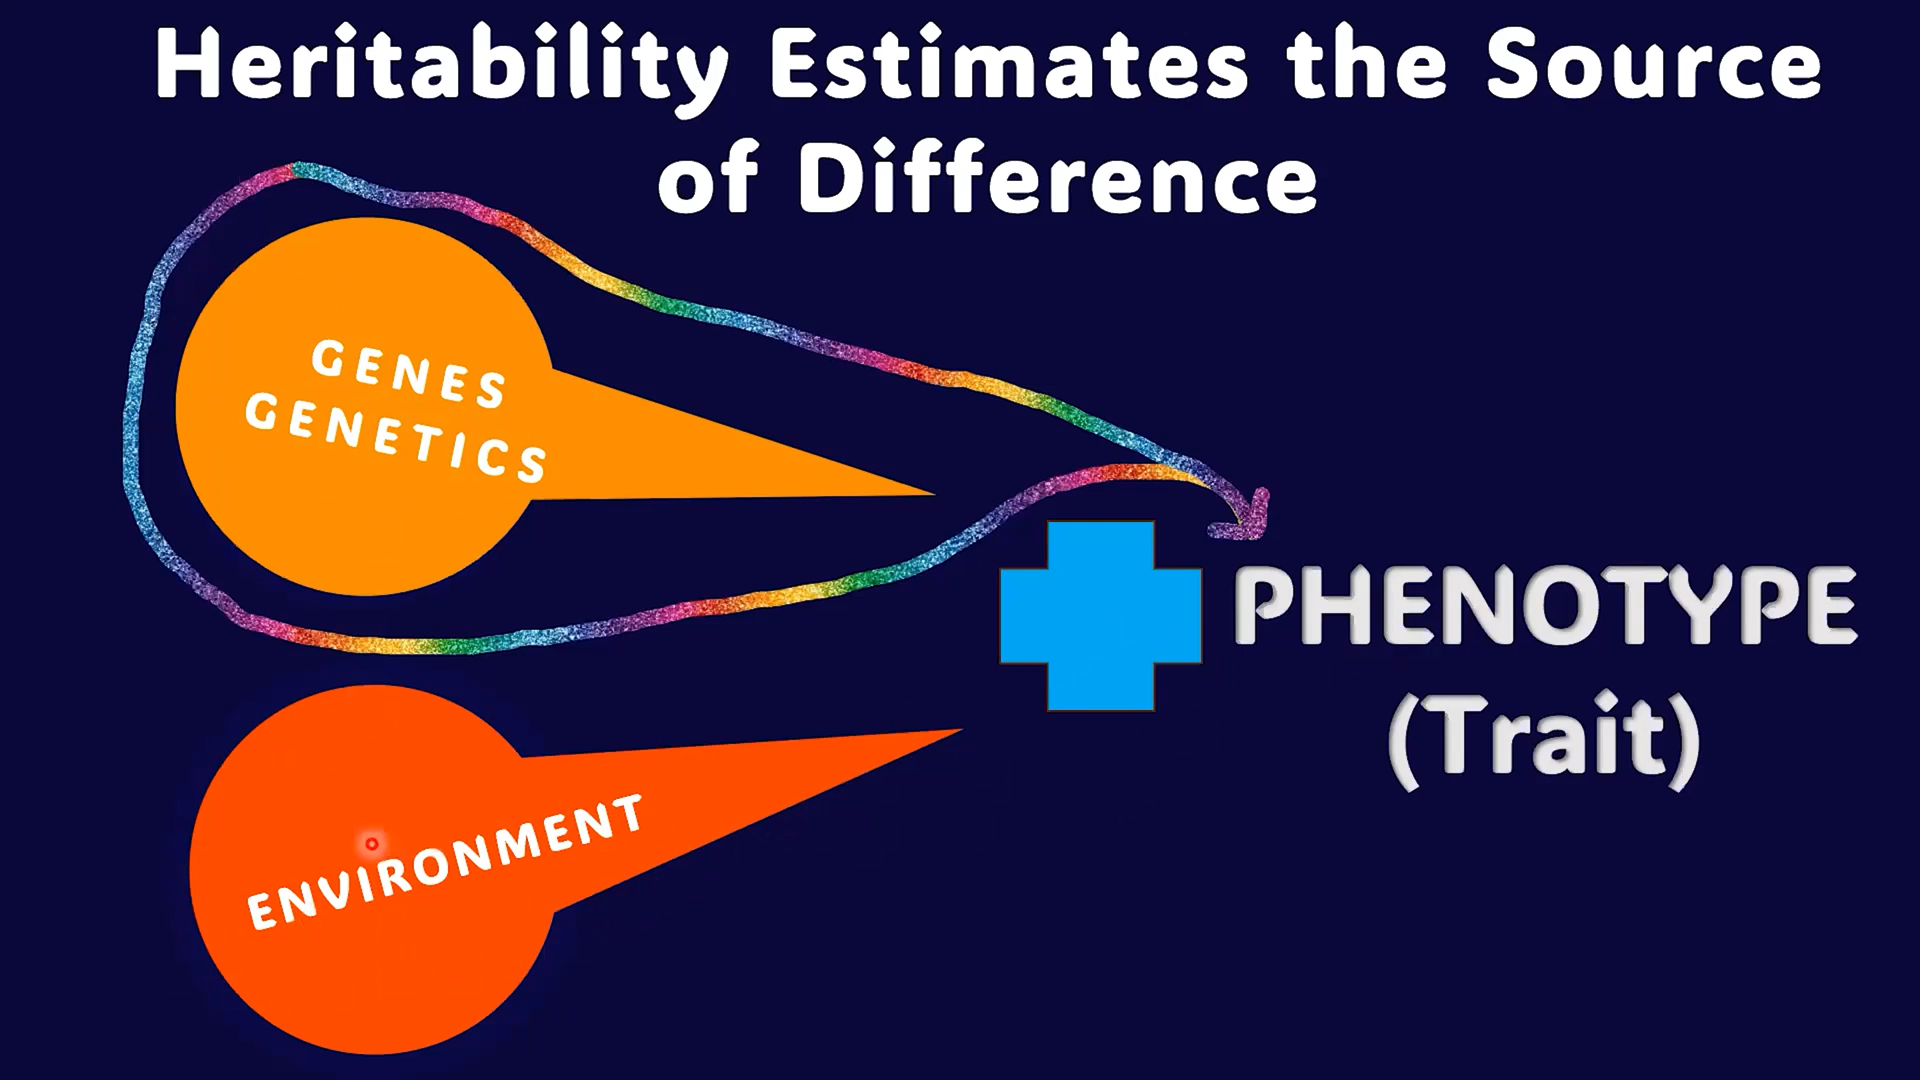 Heritability Estimates the Source
of Difference
GENES
GENETICS
PHENOTYPE
(Trait)
ENVIRONMENT